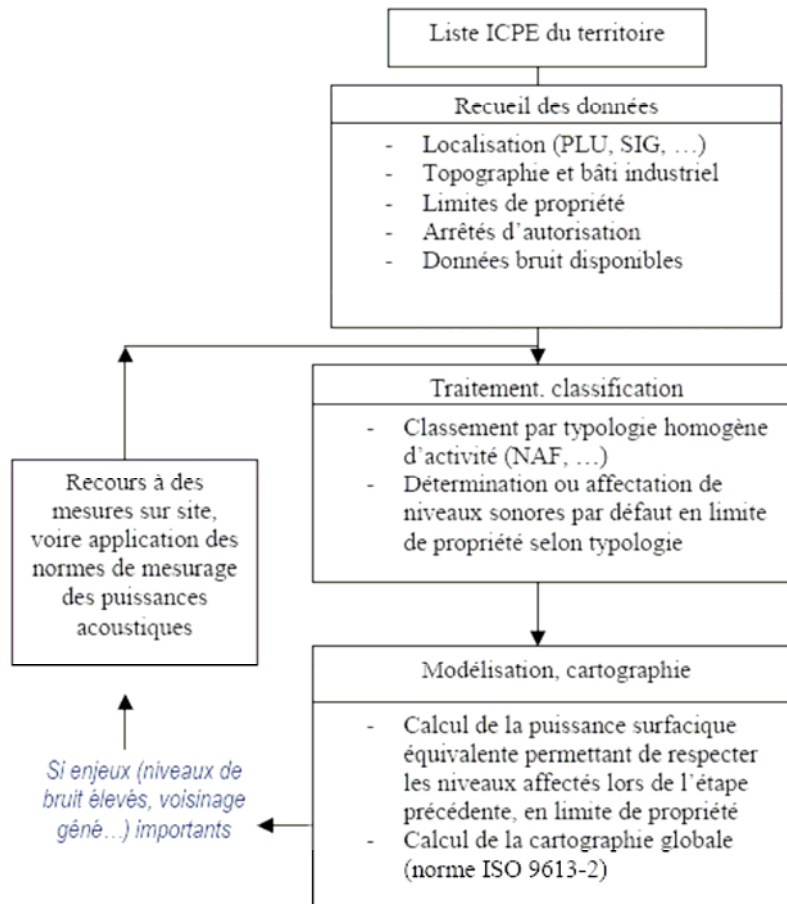 Liste ICPE du territoire
Recueil des données
- Localisation (PLU, SIG, …)
- Topographie et bâti industriel
- Limites de propriété
- Arrêtés d'autorisation
- Données bruit disponibles
Traitement. classification
- Classement par typologie homogène
d'activité (NAF, …)
- Détermination ou affectation de
niveaux sonores par défaut en limite
de propriété selon typologie
Recours à des
mesures sur site,
voire application des
normes de mesurage
des puissances
acoustiques
Modélisation, cartographie
- Calcul de la puissance surfacique
équivalente permettant de respecter
les niveaux affectés lors de l'étape
précédente, en limite de propriété
- Calcul de la cartographie globale
(norme ISO 9613-2)
Si enjeux (niveaux de
bruit élevés, voisinage
gêné…) importants